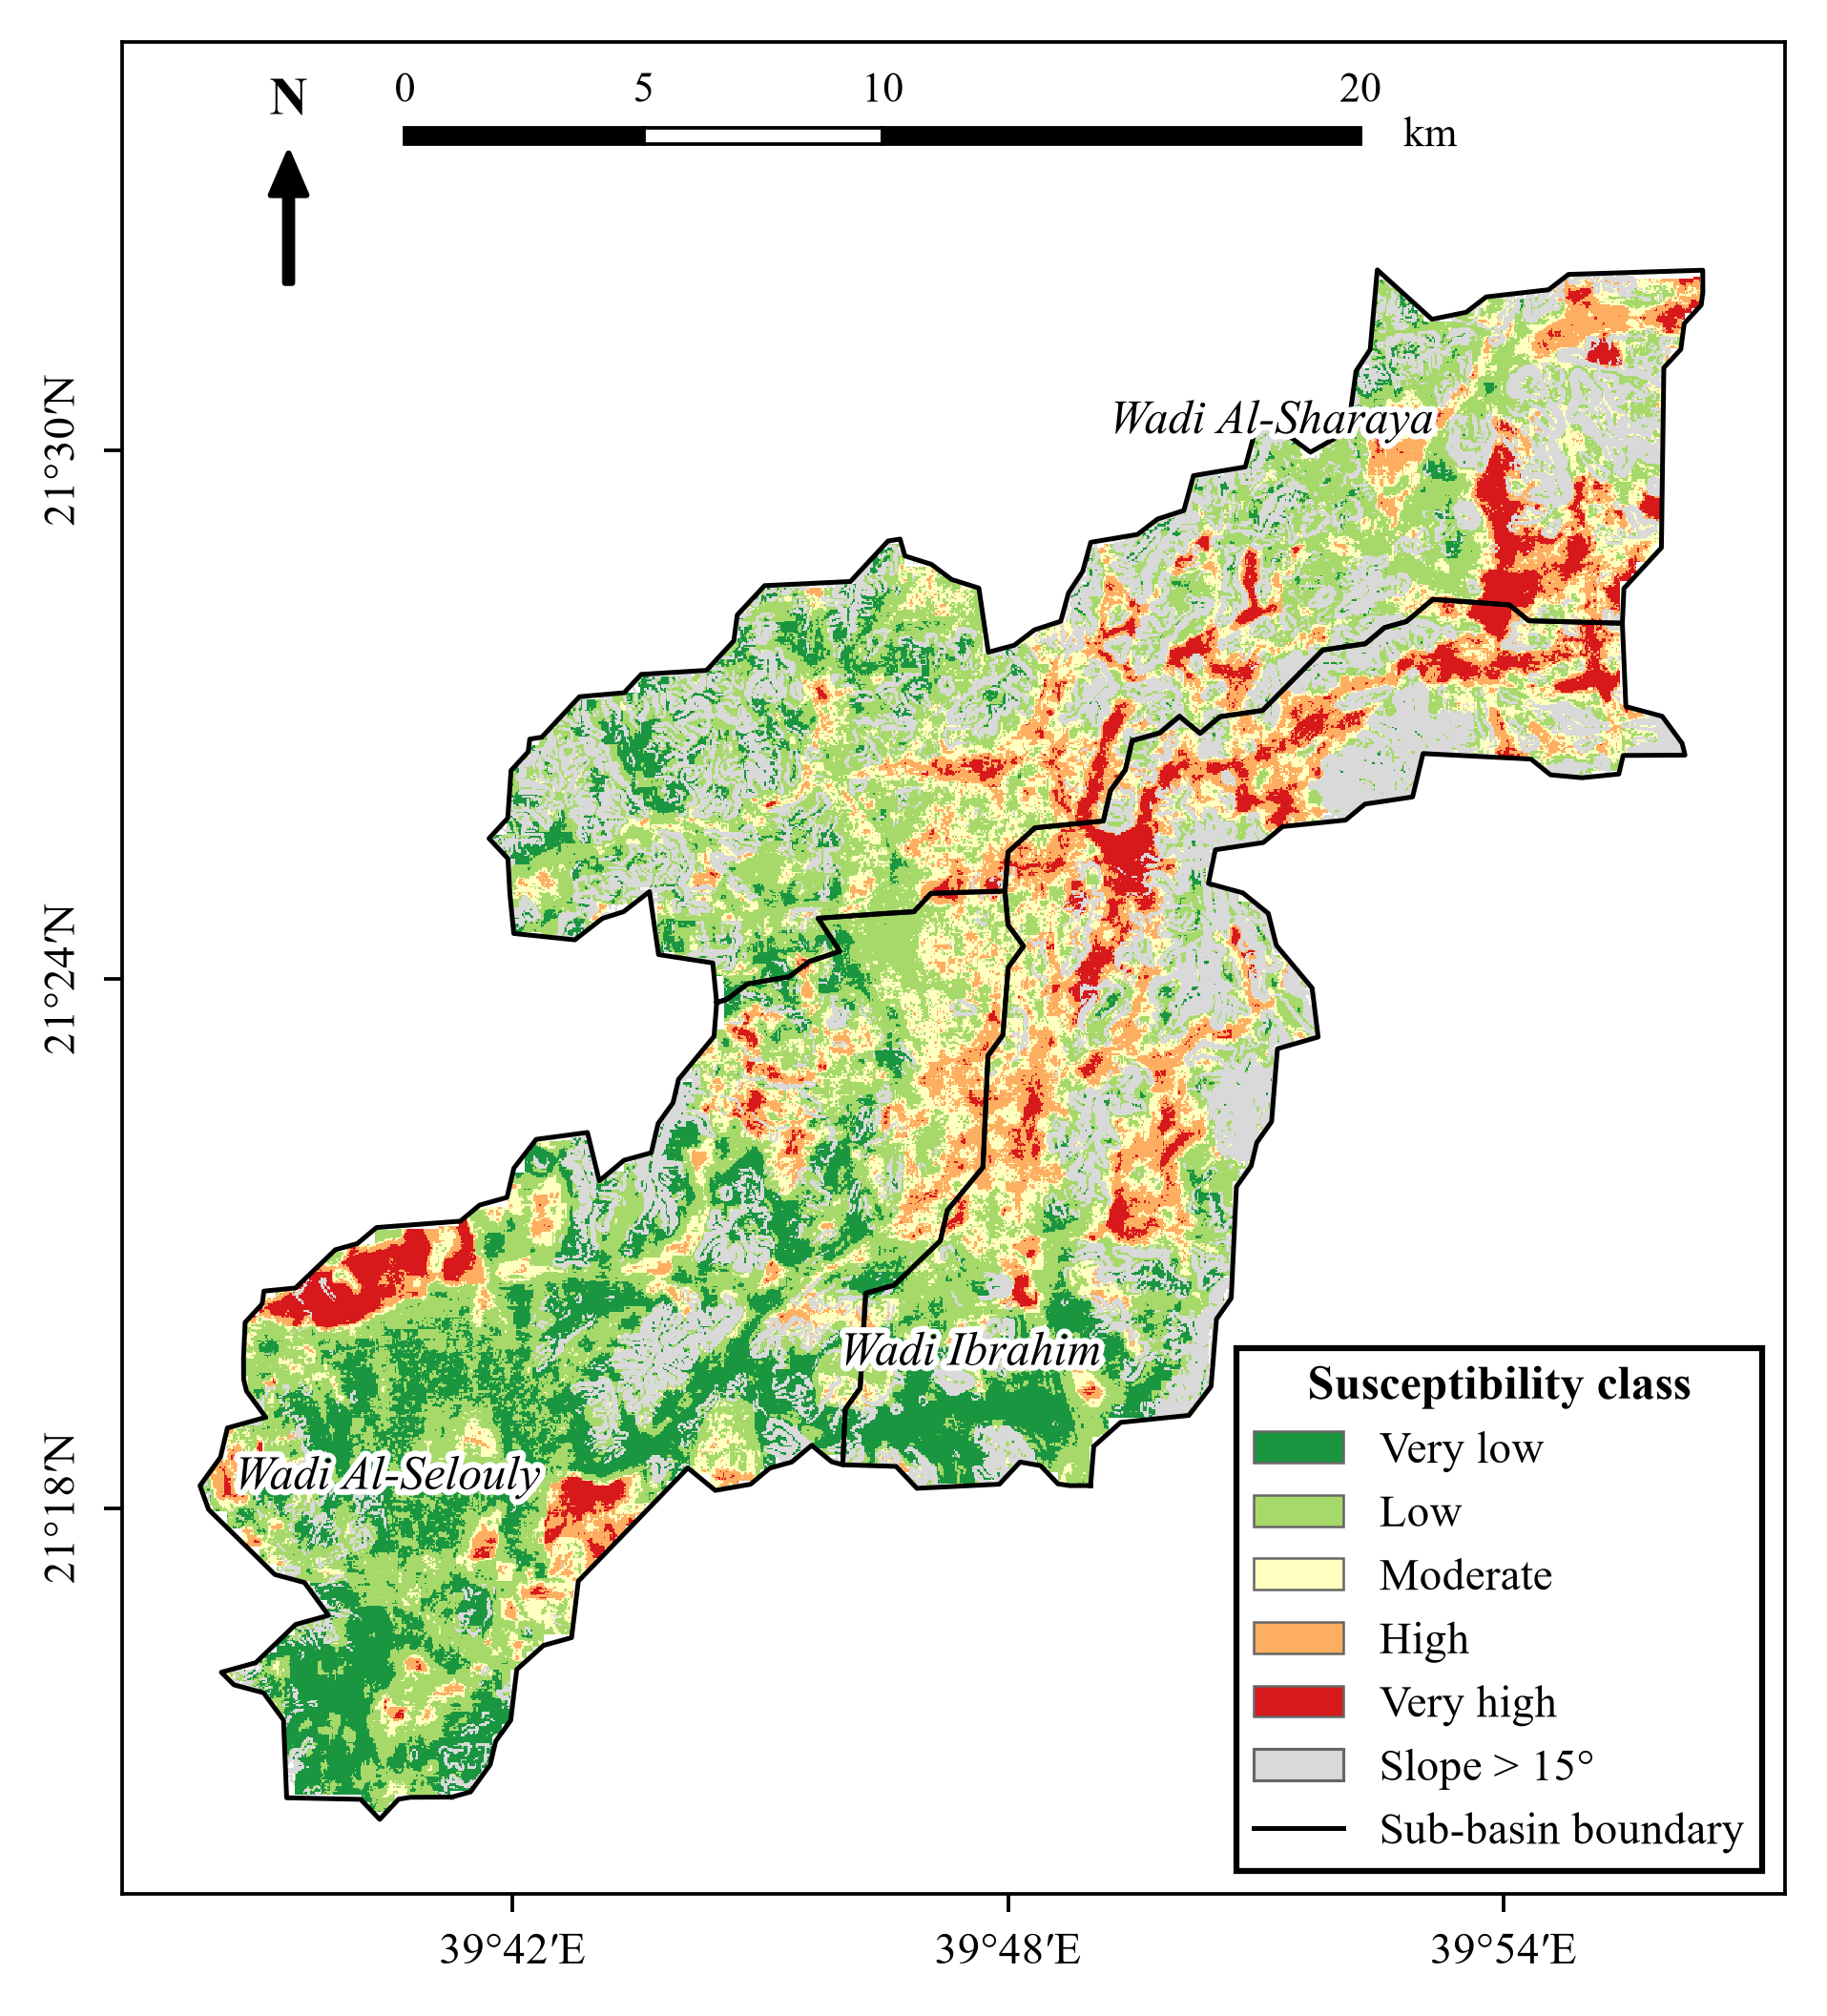 N
0 5 10 20
km
21°30′N
21°24′N
21°18′N
Wadi Al-Sharaya
Wadi Ibrahim
Wadi Al-Selouly
Susceptibility class
Very low
Low
Moderate
High
Very high
Slope > 15°
Sub-basin boundary
39°42′E 39°48′E 39°54′E